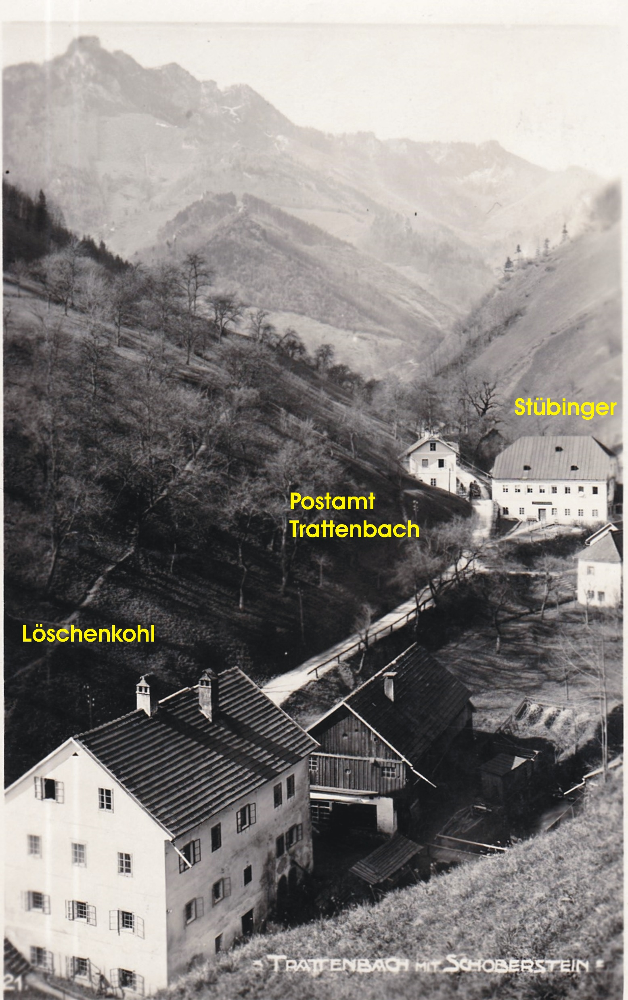 Stübinger
Postamt
Trattenbach
Löschenkohl
TRATTENBACH MIT SCHOBERSTEIN
21.